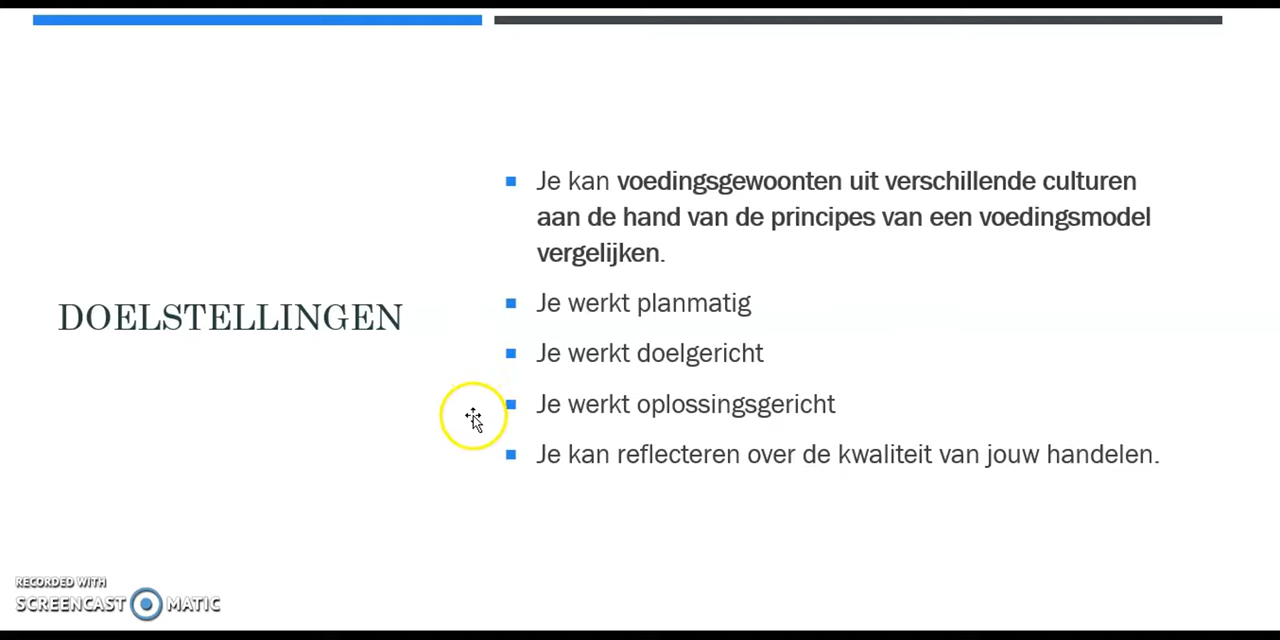 DOELSTELLINGEN
Je kan voedingsgewoonten uit verschillende culturen
aan de hand van de principes van een voedingsmodel
vergelijken.
Je werkt planmatig
Je werkt doelgericht
Je werkt oplossingsgericht
Je kan reflecteren over de kwaliteit van jouw handelen.
RECORDED WITH
SCREENCAST MATIC